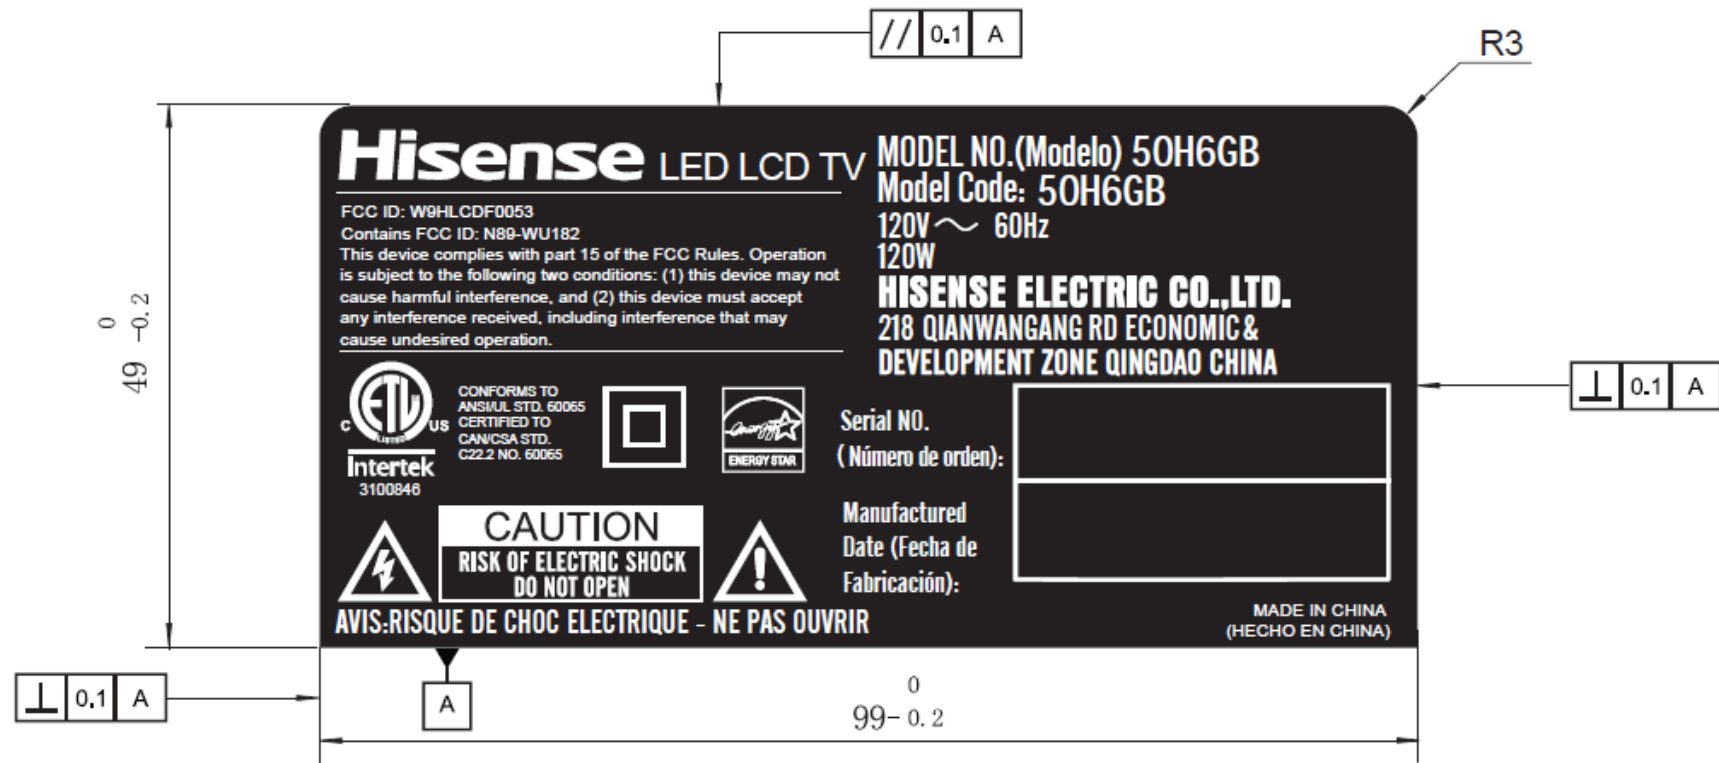 // 0.1 A
R3
Hisense LED LCD TV
FCC ID: W9HLCDF0053
Contains FCC ID: N89-WU182
This device complies with part 15 of the FCC Rules. Operation
is subject to the following two conditions: (1) this device may not
cause harmful interference, and (2) this device must accept
any interference received, including interference that may
cause undesired operation.
MODEL NO.(Modelo) 50H6GB
Model Code: 50H6GB
120V ～ 60Hz
120W
HISENSE ELECTRIC CO.,LTD.
218 QIANWANGANG RD ECONOMIC &
DEVELOPMENT ZONE QINGDAO CHINA
0
49 -0.2
⊥ 0.1 A
C ETL US
LISTED
Intertek
3100846
CONFORMS TO
ANSI/UL STD. 60065
CERTIFIED TO
CAN/CSA STD.
C22.2 NO. 60065
energy
ENERGY STAR
Serial NO.
( Número de orden):
Manufactured
Date (Fecha de
Fabricación):
CAUTION
RISK OF ELECTRIC SHOCK
DO NOT OPEN
AVIS:RISQUE DE CHOC ELECTRIQUE - NE PAS OUVRIR
MADE IN CHINA
(HECHO EN CHINA)
⊥ 0.1 A
A
0
99-0.2